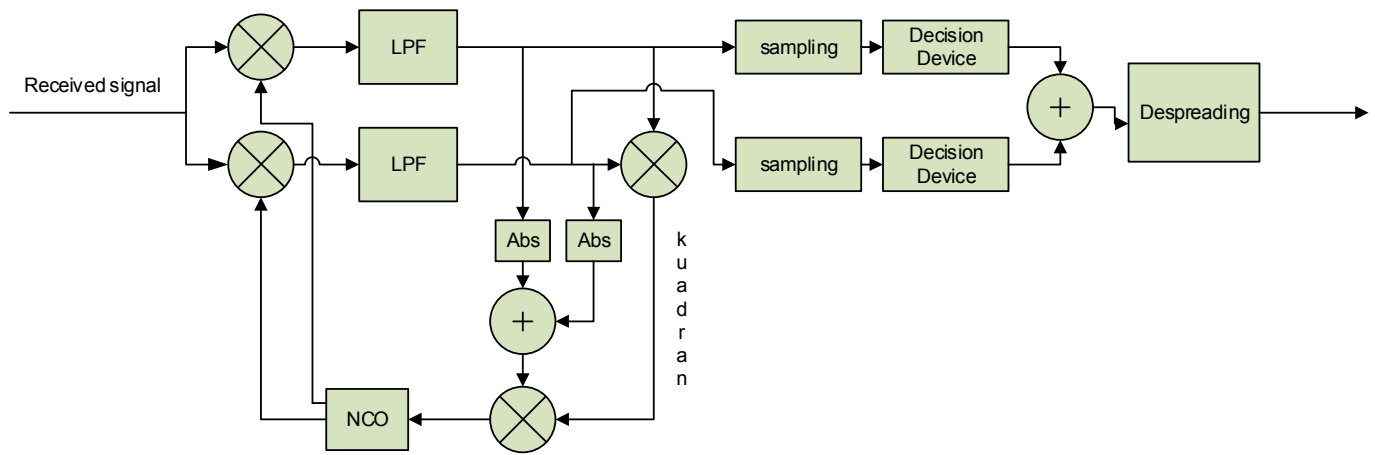 Received signal
LPF
LPF
sampling
Decision
Device
sampling
Decision
Device
+
Despreading
Abs
Abs
+
k
u
a
d
r
a
n
NCO